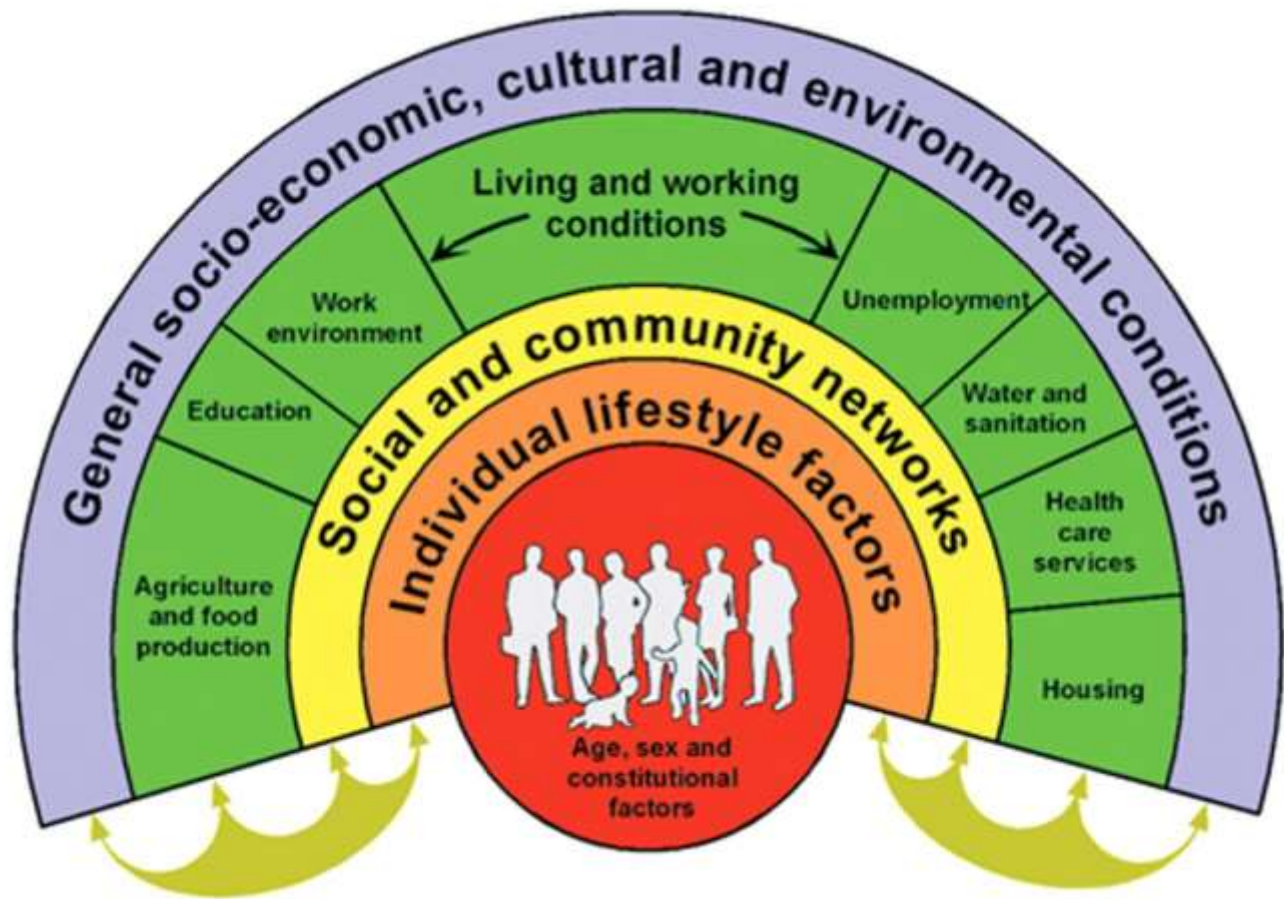 General socio-economic, cultural and environmental conditions
Living and working
conditions
Work
environment
Education
Agriculture
and food
production
Unemployment
Water and
sanitation
Health
care
services
Housing
Social and community networks
Individual lifestyle factors
Age, sex and
constitutional
factors